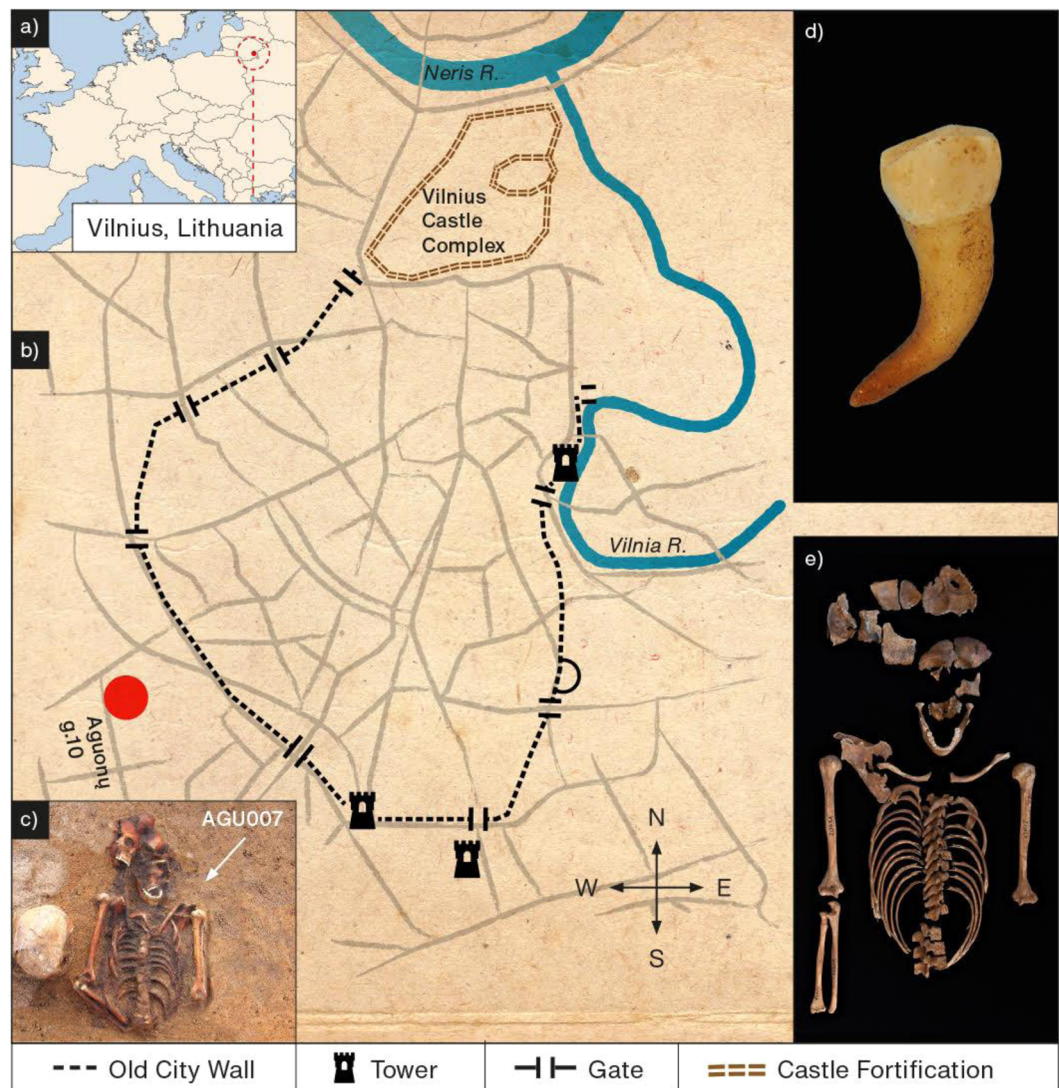 a)
Vilnius, Lithuania
b)
Neris R.
Vilnius
Castle
Complex
Vilnia R.
Aguonų
g.10
N
W E
S
c)
AGU007
d)
e)
Old City Wall
Tower
Gate
Castle Fortification